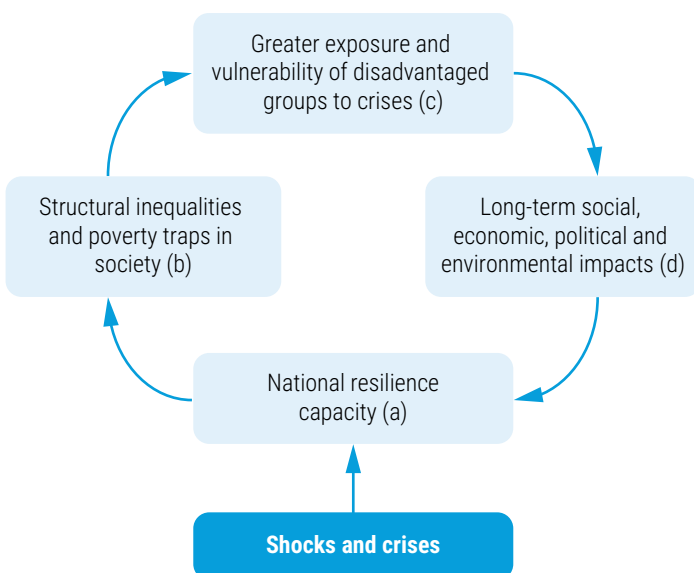 Greater exposure and
vulnerability of disadvantaged
groups to crises (c)
Structural inequalities
and poverty traps in
society (b)
Long-term social,
economic, political and
environmental impacts (d)
National resilience
capacity (a)
Shocks and crises